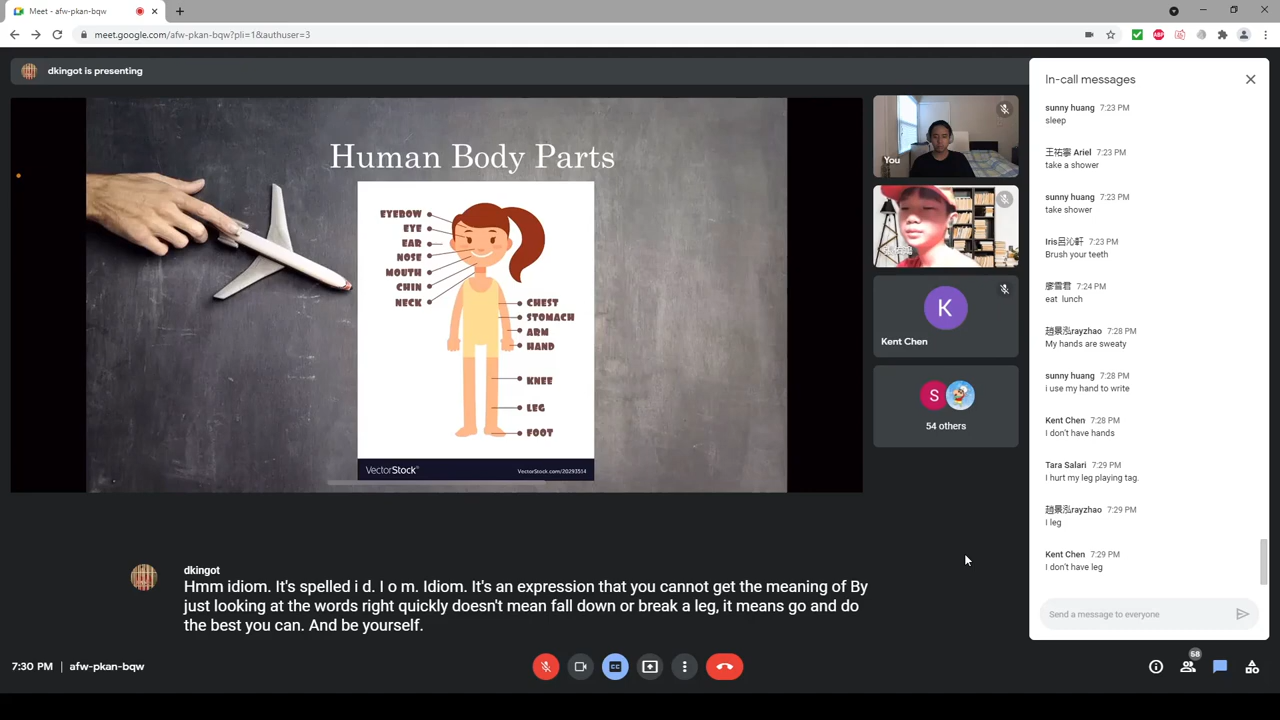 Meet - afw-pkan-bqw
meet.google.com/afw-pkan-bqw?pli=1&authuser=3
ABP
dkingot is presenting
Human Body Parts
EYEROW
EYE
EAR
NOSE
MOUTH
CHIN
NECK
CHEST
STOMACH
ARM
HAND
KNEE
LEG
FOOT
VectorStock®
VectorStock.com/20293514
You
K
Kent Chen
S
54 others
In-call messages
sunny huang 7:23 PM
sleep
王祐寧 Ariel 7:23 PM
take a shower
sunny huang 7:23 PM
take shower
Iris呂沁軒 7:23 PM
Brush your teeth
廖雪君 7:24 PM
eat lunch
趙景泓rayzhao 7:28 PM
My hands are sweaty
sunny huang 7:28 PM
i use my hand to write
Kent Chen 7:28 PM
I don't have hands
Tara Salari 7:29 PM
I hurt my leg playing tag.
趙景泓rayzhao 7:29 PM
I leg
Kent Chen 7:29 PM
I don't have leg
Send a message to everyone
dkingot
Hmm idiom. It's spelled i d. I o m. Idiom. It's an expression that you cannot get the meaning of By
just looking at the words right quickly doesn't mean fall down or break a leg, it means go and do
the best you can. And be yourself.
7:30 PM | afw-pkan-bqw
CC
58